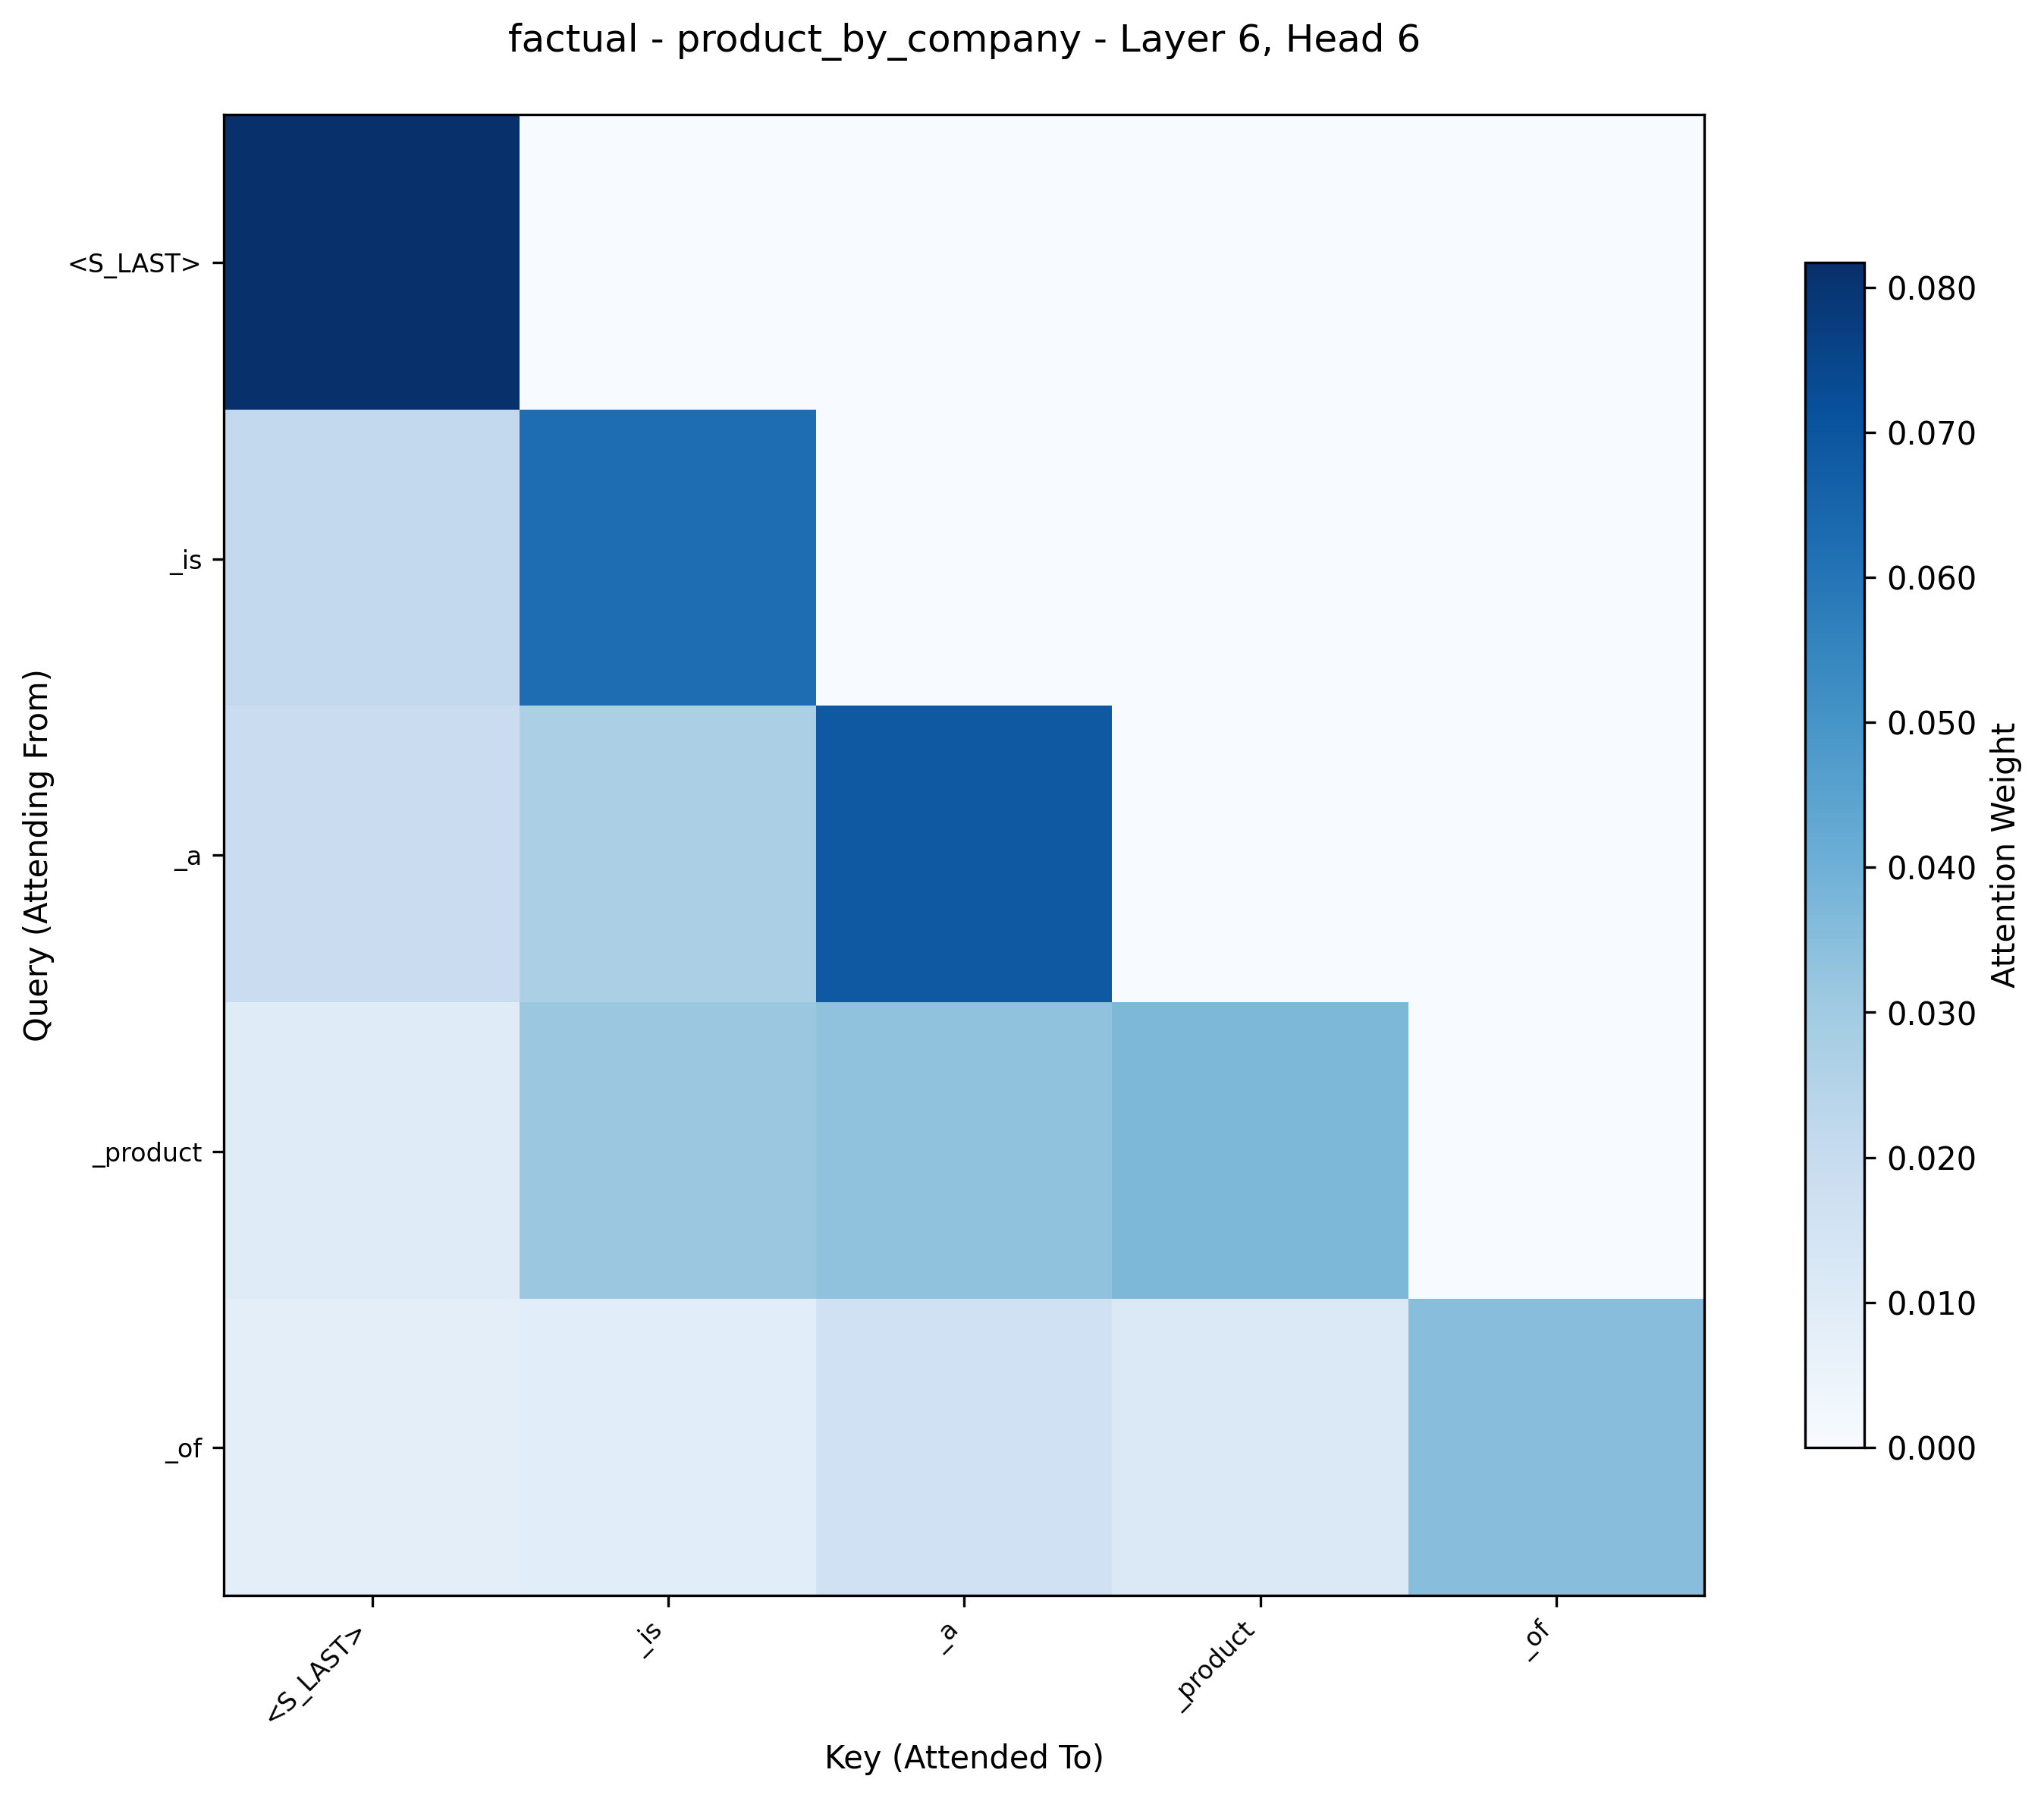 factual - product_by_company - Layer 6, Head 6
Query (Attending From)
<S_LAST>
_is
_a
_product
_of
<S_LAST>
_is
_a
_product
_of
Key (Attended To)
0.080
0.070
0.060
0.050
0.040
0.030
0.020
0.010
0.000
Attention Weight